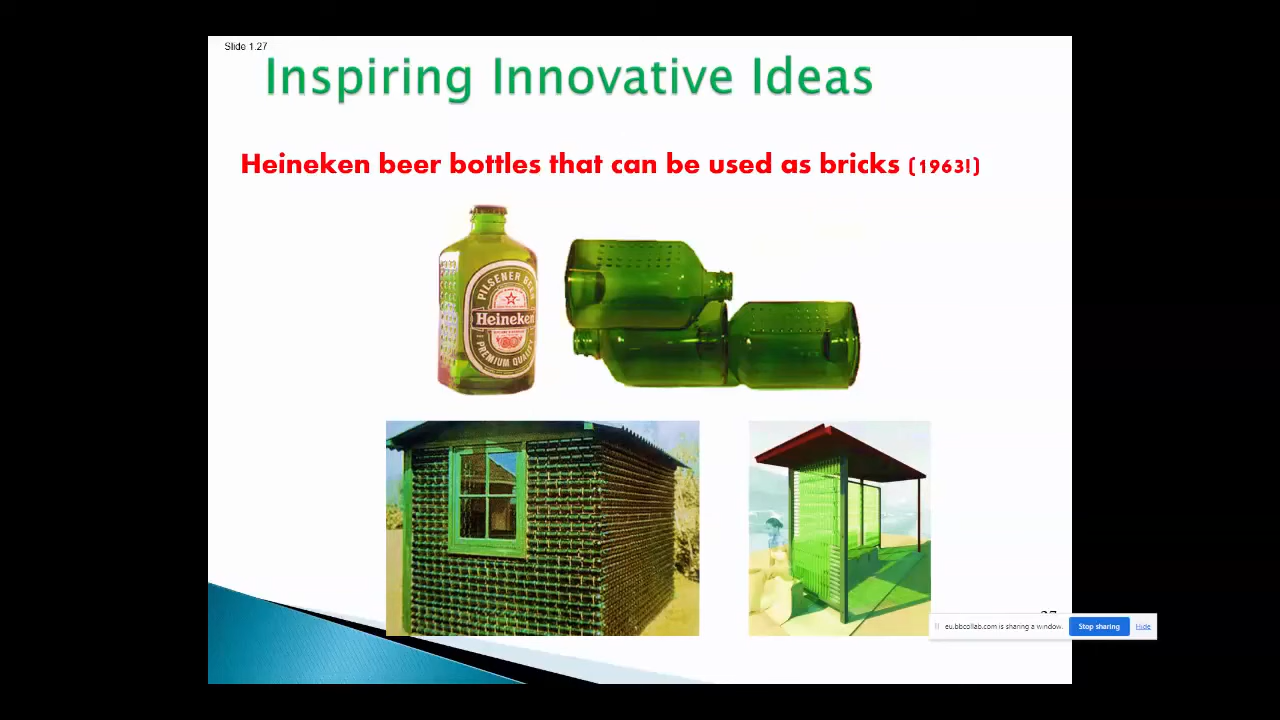 Slide 1.27
Inspiring Innovative Ideas
Heineken beer bottles that can be used as bricks (1963!)
PILSENER BEER
Heineken
PREMIUM QUALITY
eu.bbcollab.com is sharing a window.
Stop sharing
Hide